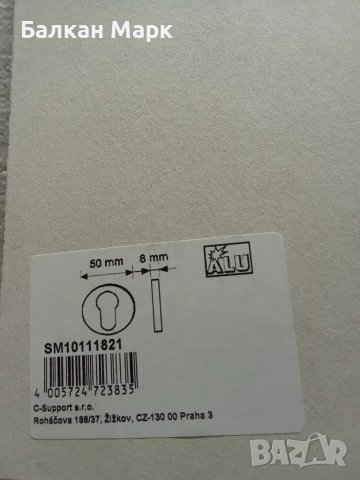 Балкан Марк
50 mm
8 mm
ALU
SM10111821
4 005724 723835
C-Support s.r.o.
Roháčova 188/37, Žižkov, CZ-130 00 Praha 3
BAZAR